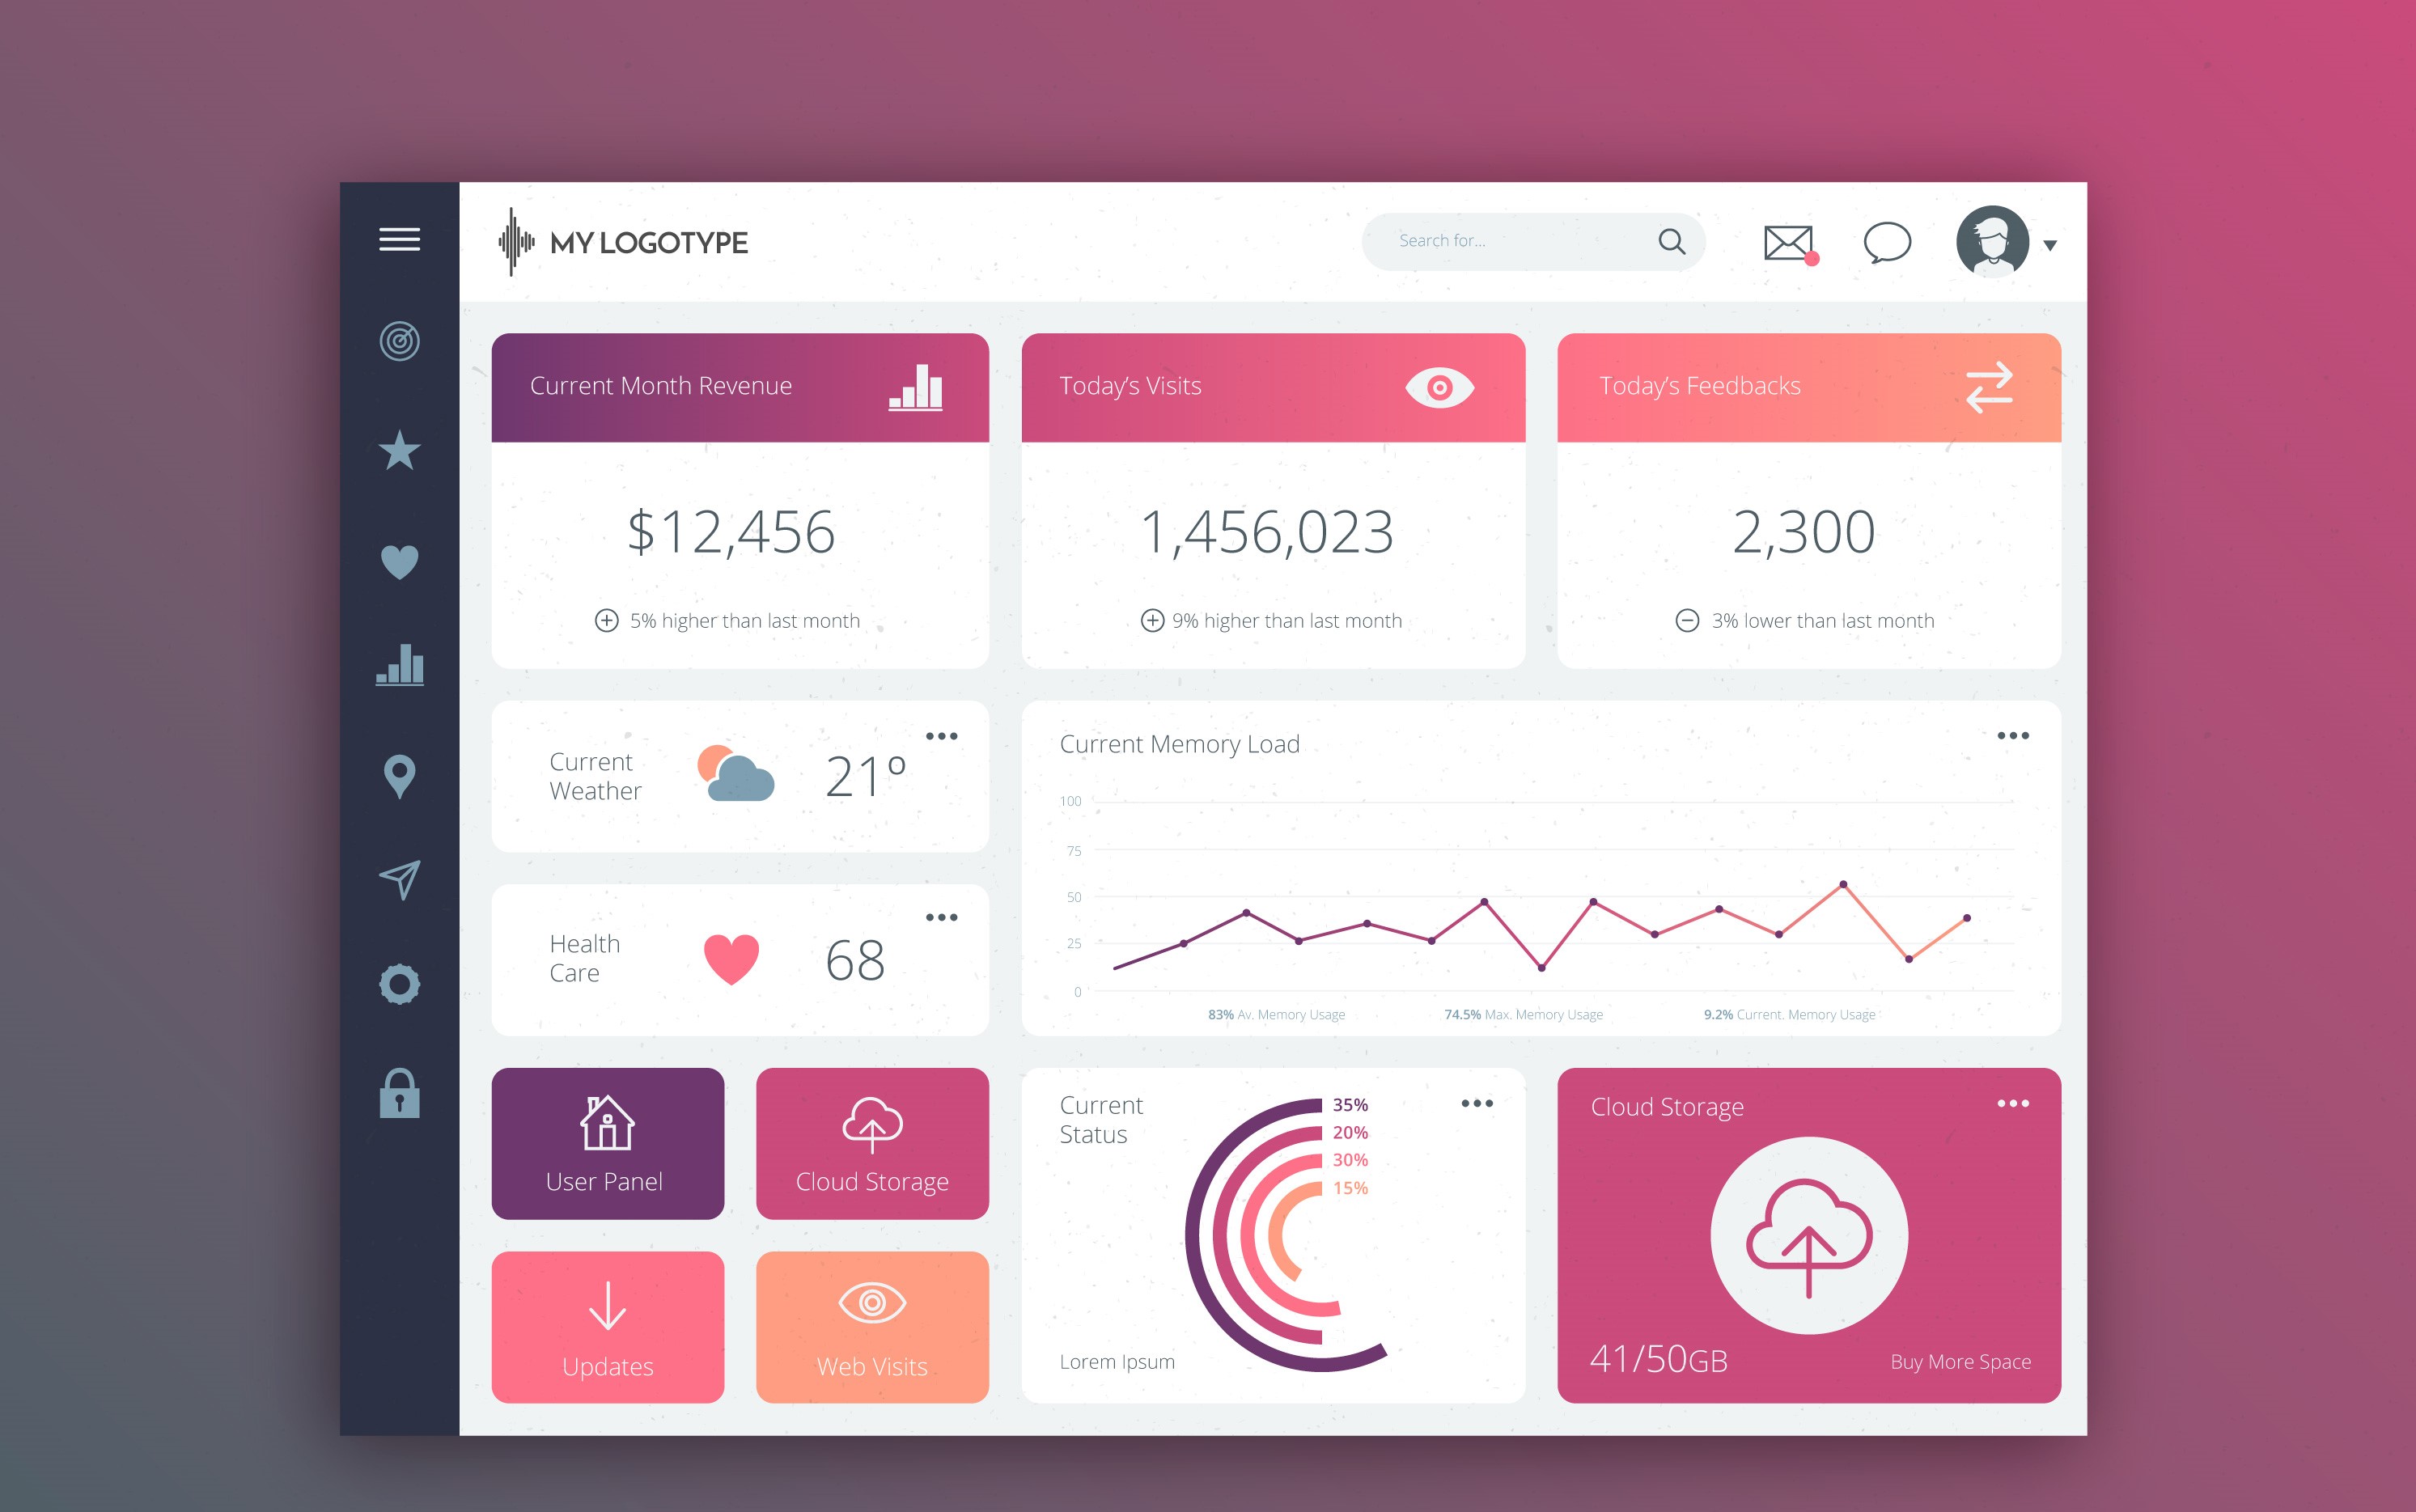 MY LOGOTYPE
Search for...
Current Month Revenue
$12,456
5% higher than last month
Today's Visits
1,456,023
9% higher than last month
Today's Feedbacks
2,300
3% lower than last month
Current
Weather
21º
Health
Care
68
Current Memory Load
100
75
50
25
0
83% Av. Memory Usage
74.5% Max. Memory Usage
9.2% Current. Memory Usage
User Panel
Cloud Storage
Updates
Web Visits
Current
Status
35%
20%
30%
15%
Lorem Ipsum
Cloud Storage
41/50GB
Buy More Space